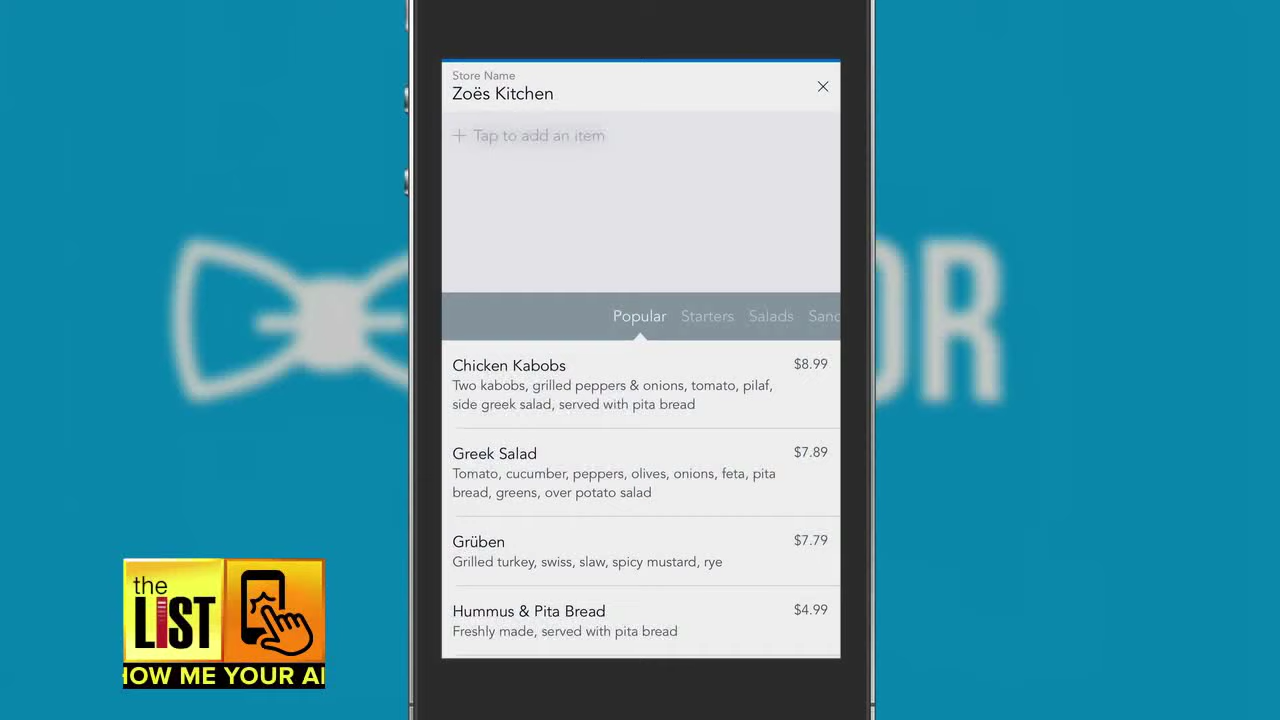 Store Name
Zoës Kitchen
+ Tap to add an item
Popular Starters Salads Sand
Chicken Kabobs $8.99
Two kabobs, grilled peppers & onions, tomato, pilaf,
side greek salad, served with pita bread
Greek Salad $7.89
Tomato, cucumber, peppers, olives, onions, feta, pita
bread, greens, over potato salad
Grüben $7.79
Grilled turkey, swiss, slaw, spicy mustard, rye
Hummus & Pita Bread $4.99
Freshly made, served with pita bread
OR
the
LiST
HOW ME YOUR A